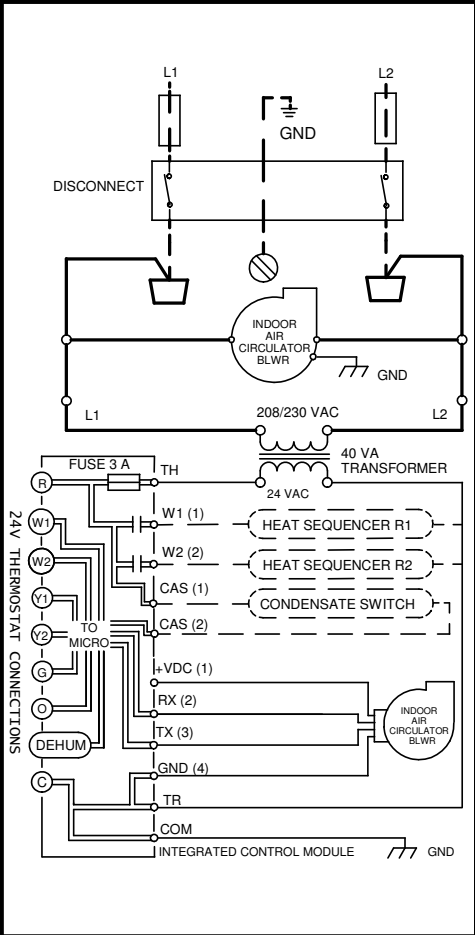 L1
L2
GND
DISCONNECT
INDOOR
AIR
CIRCULATOR
BLWR
GND
L1
208/230 VAC
L2
40 VA
TRANSFORMER
24 VAC
FUSE 3 A
TH
R
W1 (1)
HEAT SEQUENCER R1
W1
W2 (2)
HEAT SEQUENCER R2
W2
CAS (1)
CONDENSATE SWITCH
Y1
CAS (2)
TO
MICRO
Y2
24V THERMOSTAT CONNECTIONS
G
+VDC (1)
RX (2)
O
TX (3)
INDOOR
AIR
CIRCULATOR
BLWR
DEHUM
GND (4)
C
TR
COM
INTEGRATED CONTROL MODULE
GND